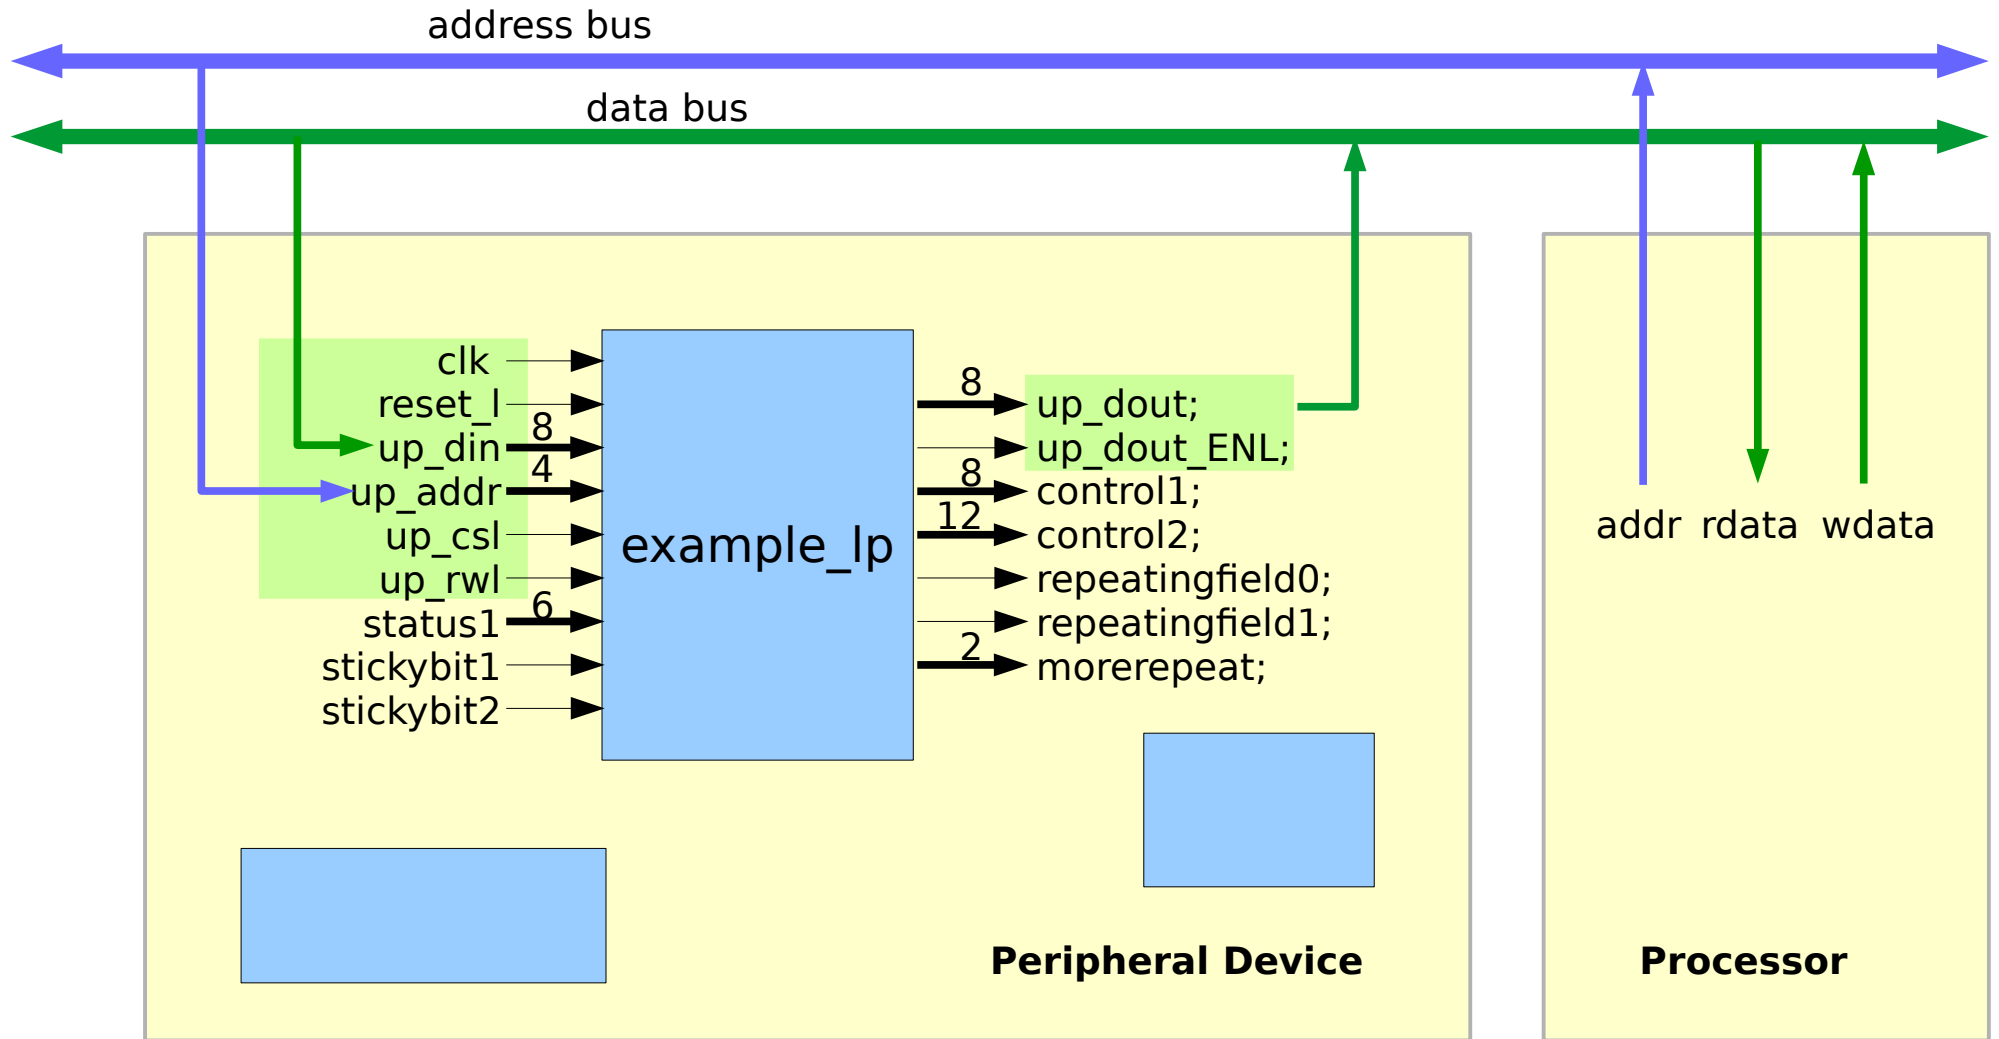 address bus
data bus
clk
reset_l
up_din
8
up_addr
4
up_csl
up_rwl
status1
6
stickybit1
stickybit2
example_lp
8
up_dout;
up_dout_ENL;
8
control1;
12
control2;
repeatingfield0;
repeatingfield1;
2
morerepeat;
Peripheral Device
addr rdata wdata
Processor